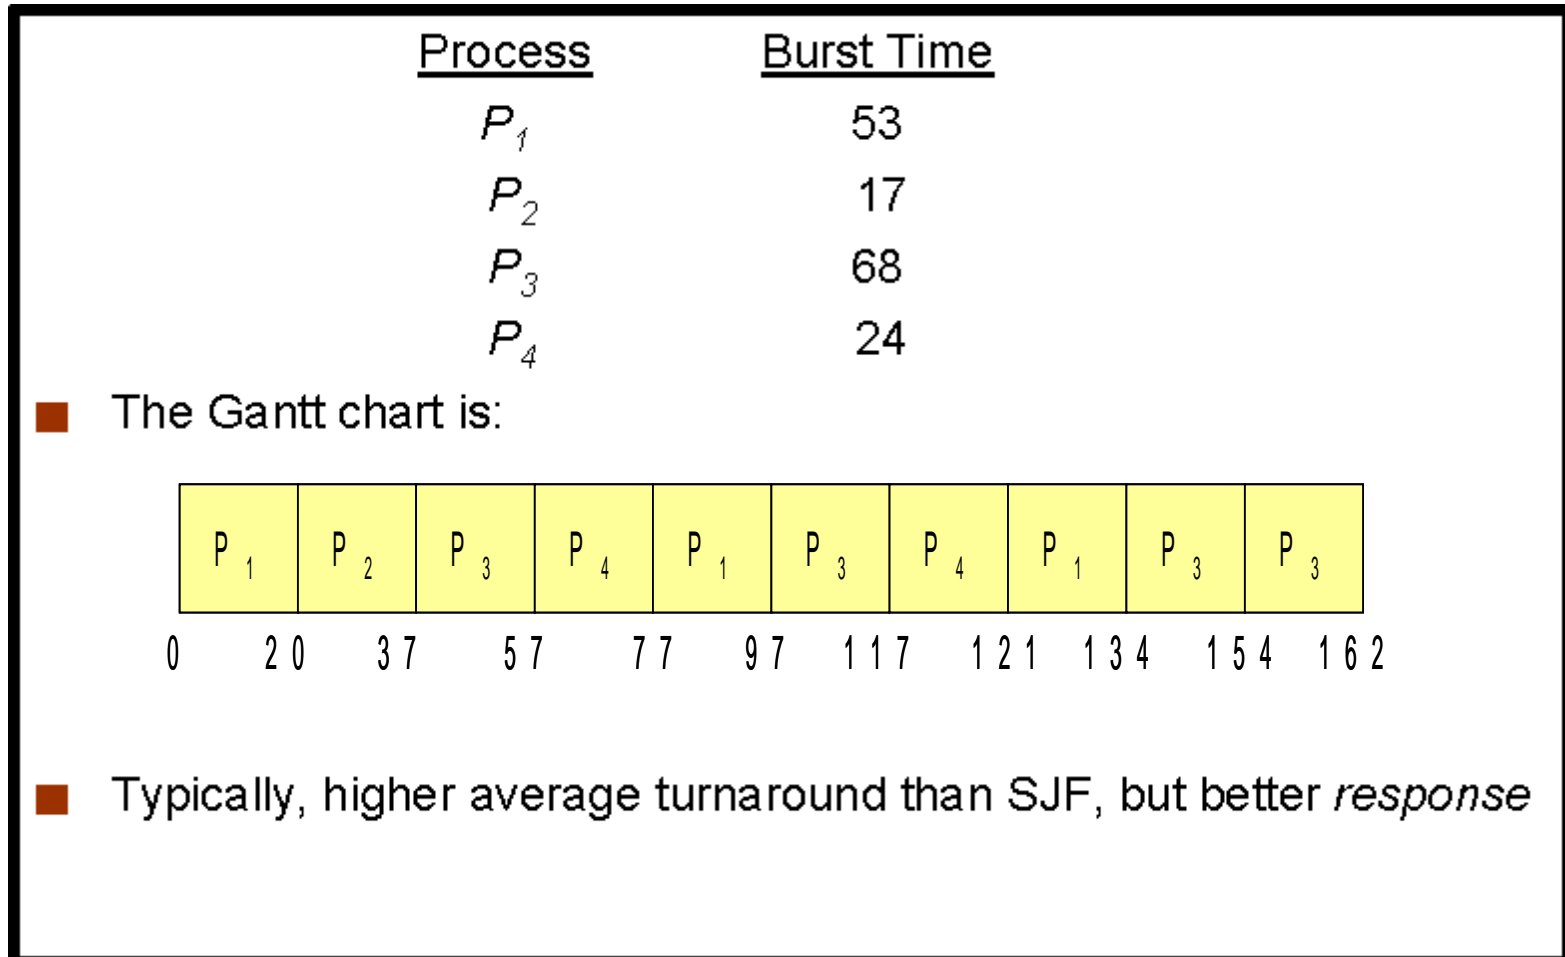 Process Burst Time
P1 53
P2 17
P3 68
P4 24
The Gantt chart is:
P1 P2 P3 P4 P1 P3 P4 P1 P3 P3
0 20 37 57 77 97 117 121 134 154 162
Typically, higher average turnaround than SJF, but better response